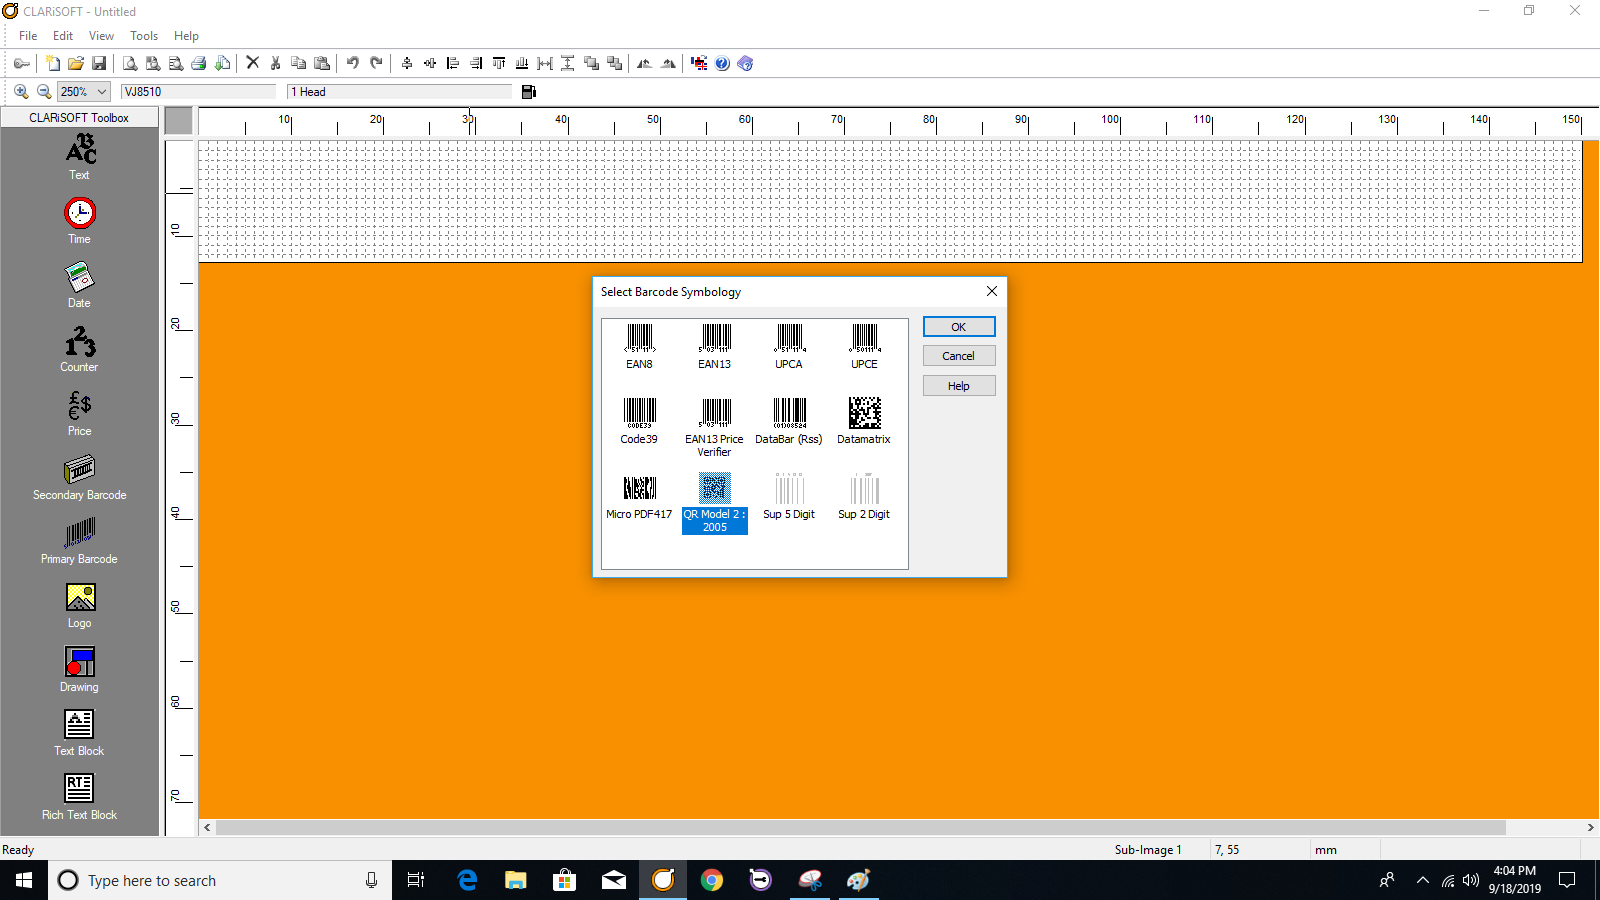 CLARiSOFT - Untitled
File Edit View Tools Help
250% VJ8510 1 Head
CLARiSOFT Toolbox
10 20 30 40 50 60 70 80 90 100 110 120 130 140 150
Text
Time
Date
Counter
Price
Secondary Barcode
Primary Barcode
Logo
Drawing
Text Block
Rich Text Block
10
20
30
40
50
60
70
Select Barcode Symbology
EAN8 EAN13 UPCA UPCE
CODE39 (01)08524
Code39 EAN13 Price Verifier DataBar (Rss) Datamatrix
Micro PDF417 QR Model 2 : 2005 Sup 5 Digit Sup 2 Digit
OK
Cancel
Help
Ready Sub-Image 1 7, 55 mm
Type here to search
4:04 PM
9/18/2019